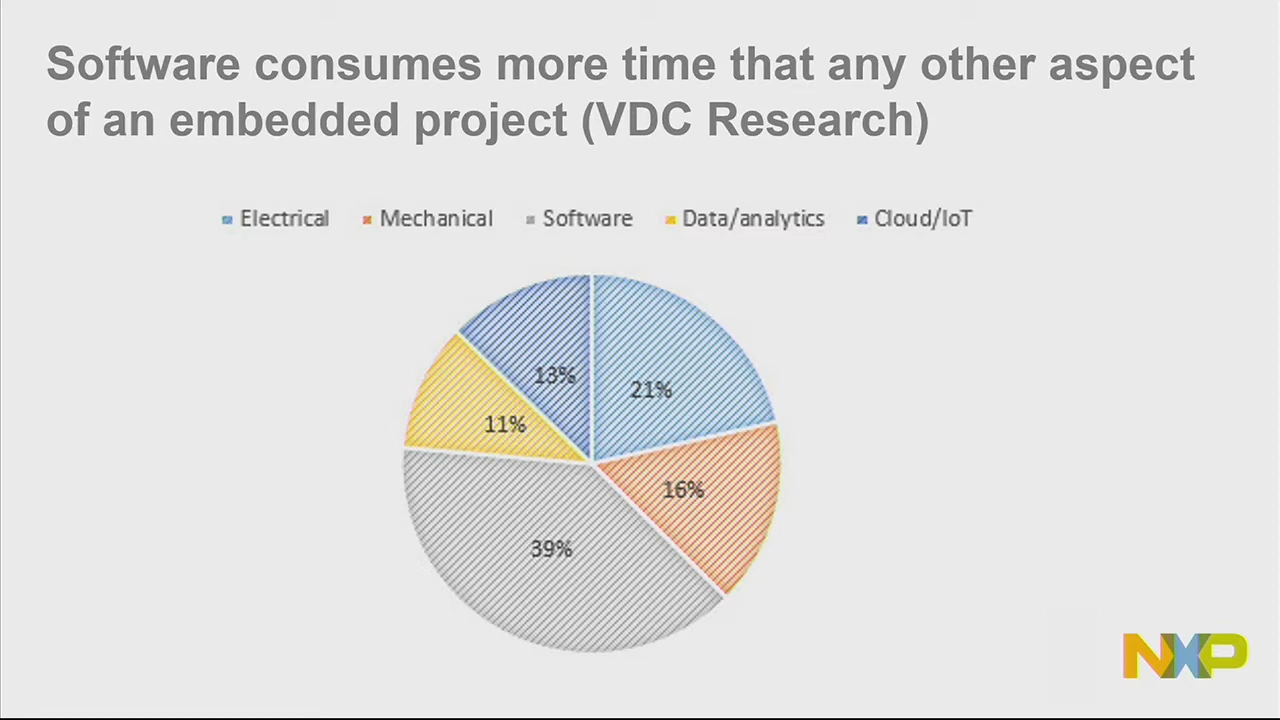 Software consumes more time that any other aspect
of an embedded project (VDC Research)
Electrical Mechanical Software Data/analytics Cloud/IoT
13%
21%
11%
16%
39%
NXP